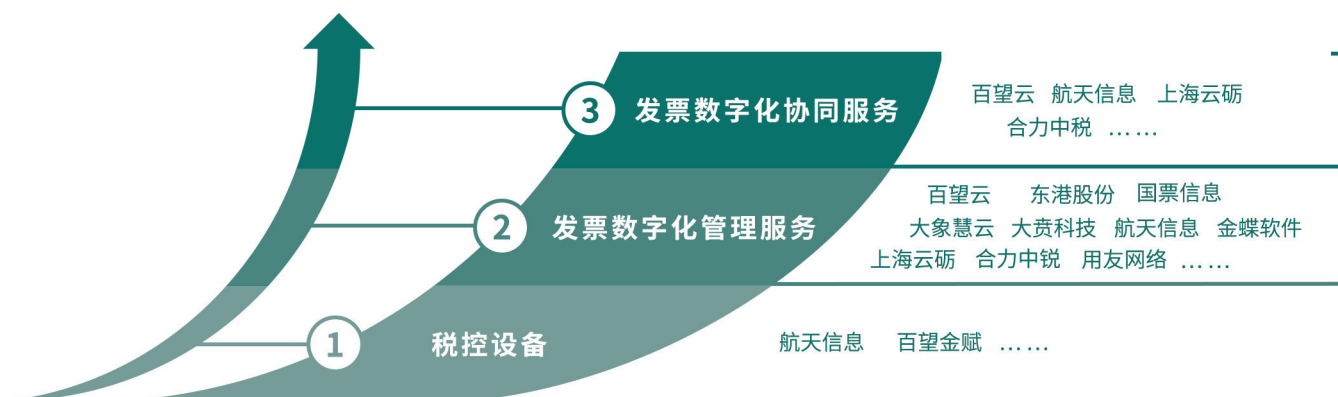 3 发票数字化协同服务
百望云 航天信息 上海云砺
合力中税 ……
2 发票数字化管理服务
百望云 东港股份 国票信息
大象慧云 大贲科技 航天信息 金蝶软件
上海云砺 合力中锐 用友网络 ……
1 税控设备
航天信息 百望金赋 ……